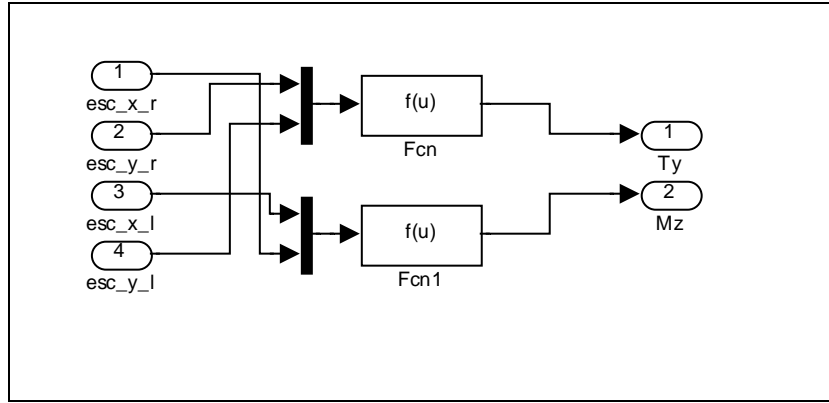 1
esc_x_r
2
esc_y_r
3
esc_x_l
4
esc_y_l
f(u)
Fcn
f(u)
Fcn1
1
Ty
2
Mz